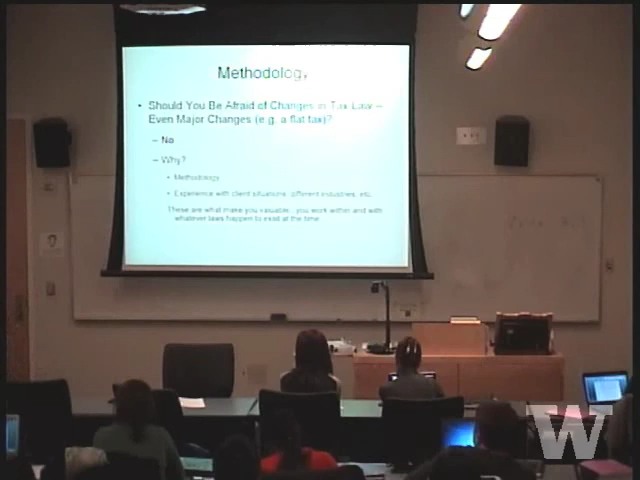 Methodology
• Should You Be Afraid of Changes in Tax Law –
Even Major Changes (e.g. a flat tax)?
– No
– Why?
• Methodology
• Experience with client situations, different industries, etc.
These are what make you valuable, you work within and with
whatever laws happen to exist at the time.
W